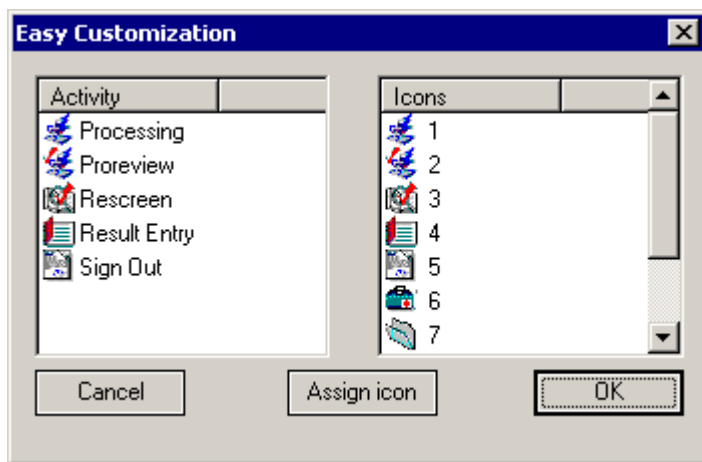 Easy Customization
Activity
Processing
Proreview
Rescreen
Result Entry
Sign Out
Icons
1
2
3
4
5
6
7
Cancel
Assign icon
OK